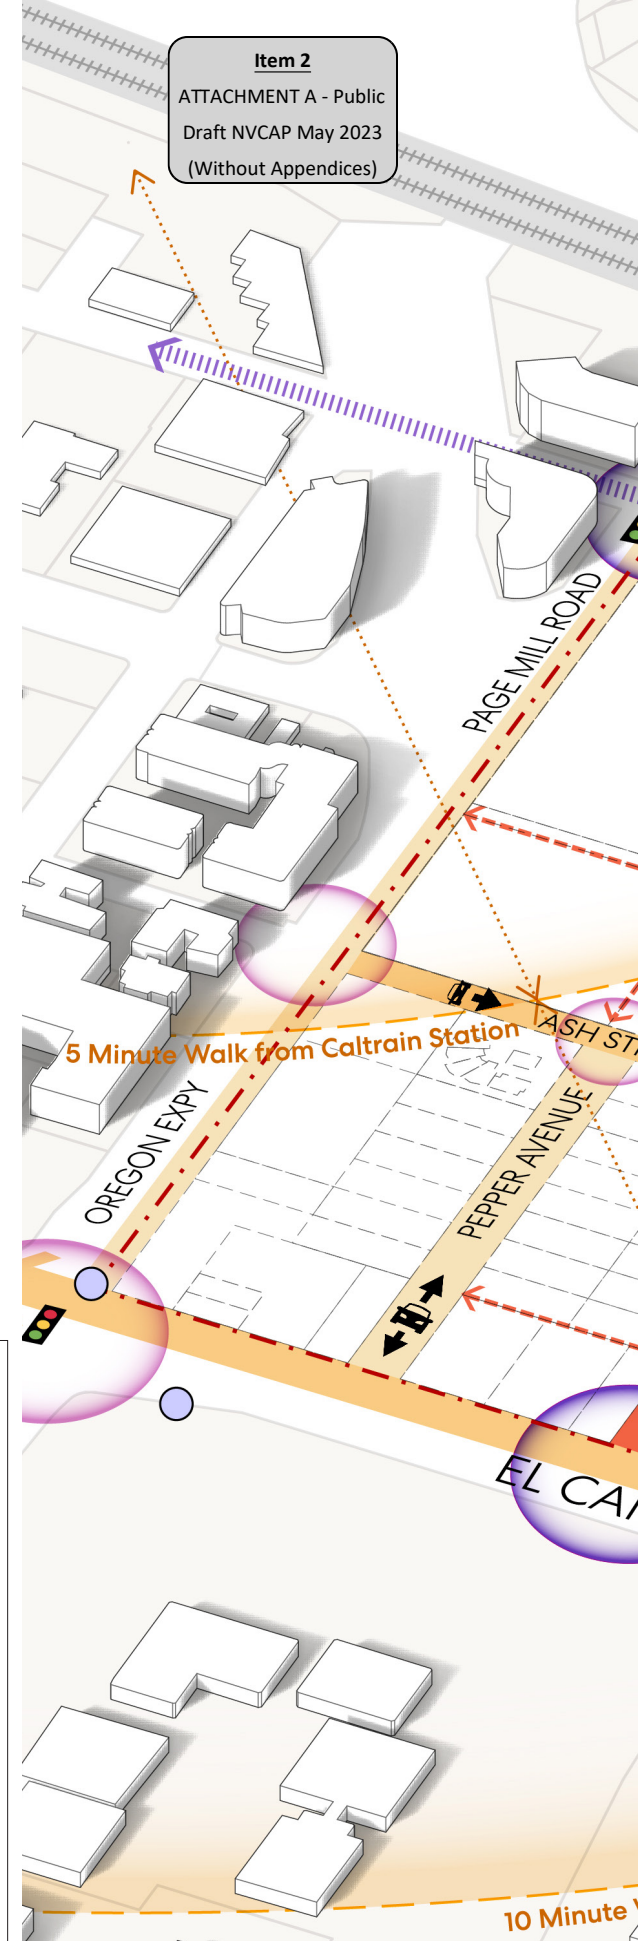 Item 2
ATTACHMENT A - Public
Draft NVCAP May 2023
(Without Appendices)
PAGE MILL ROAD
5 Minute Walk from Caltrain Station
ASH ST
OREGON EXPY
PEPPER AVENUE
EL CA
10 Minute